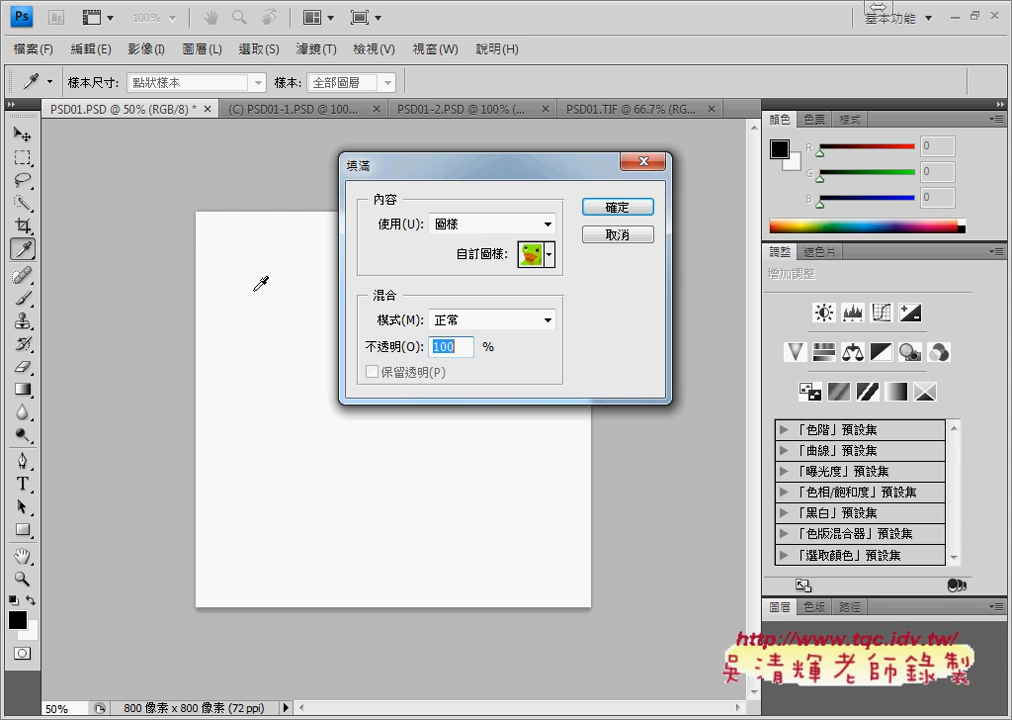 Ps Br 100% 基本功能
檔案(F) 編輯(E) 影像(I) 圖層(L) 選取(S) 濾鏡(T) 檢視(V) 視窗(W) 說明(H)
樣本尺寸: 點狀樣本 樣本: 全部圖層
PSD01.PSD @ 50% (RGB/8) * × (C) PSD01-1.PSD @ 100... × PSD01-2.PSD @ 100% (... × PSD01.TIF @ 66.7% (RG... ×
顏色 色票 樣式
R 0
G 0
B 0
填滿
內容
使用(U): 圖樣
自訂圖樣:
確定
取消
混合
模式(M): 正常
不透明(O): 100 %
保留透明(P)
調整 遮色片
增加調整
「色階」預設集
「曲線」預設集
「曝光度」預設集
「色相/飽和度」預設集
「黑白」預設集
「色版混合器」預設集
「選取顏色」預設集
圖層 色版 路徑
T
http://www.tqc.idv.tw/
吳清輝老師錄製
50% 800 像素 x 800 像素 (72 ppi)